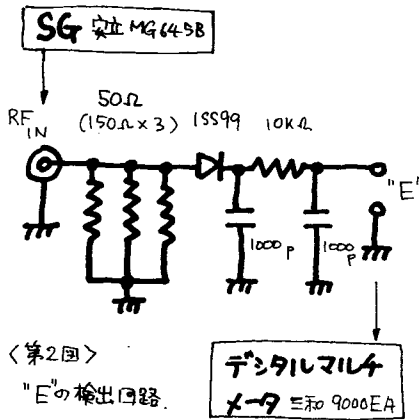 SG 安立 MG645B
50Ω
(150Ω×3)
1SS99
10KΩ
RF
IN
"E"
1000p
1000p
〈第2回〉
"E"の検出回路.
デジタルマルチ
メータ 三和 9000EA